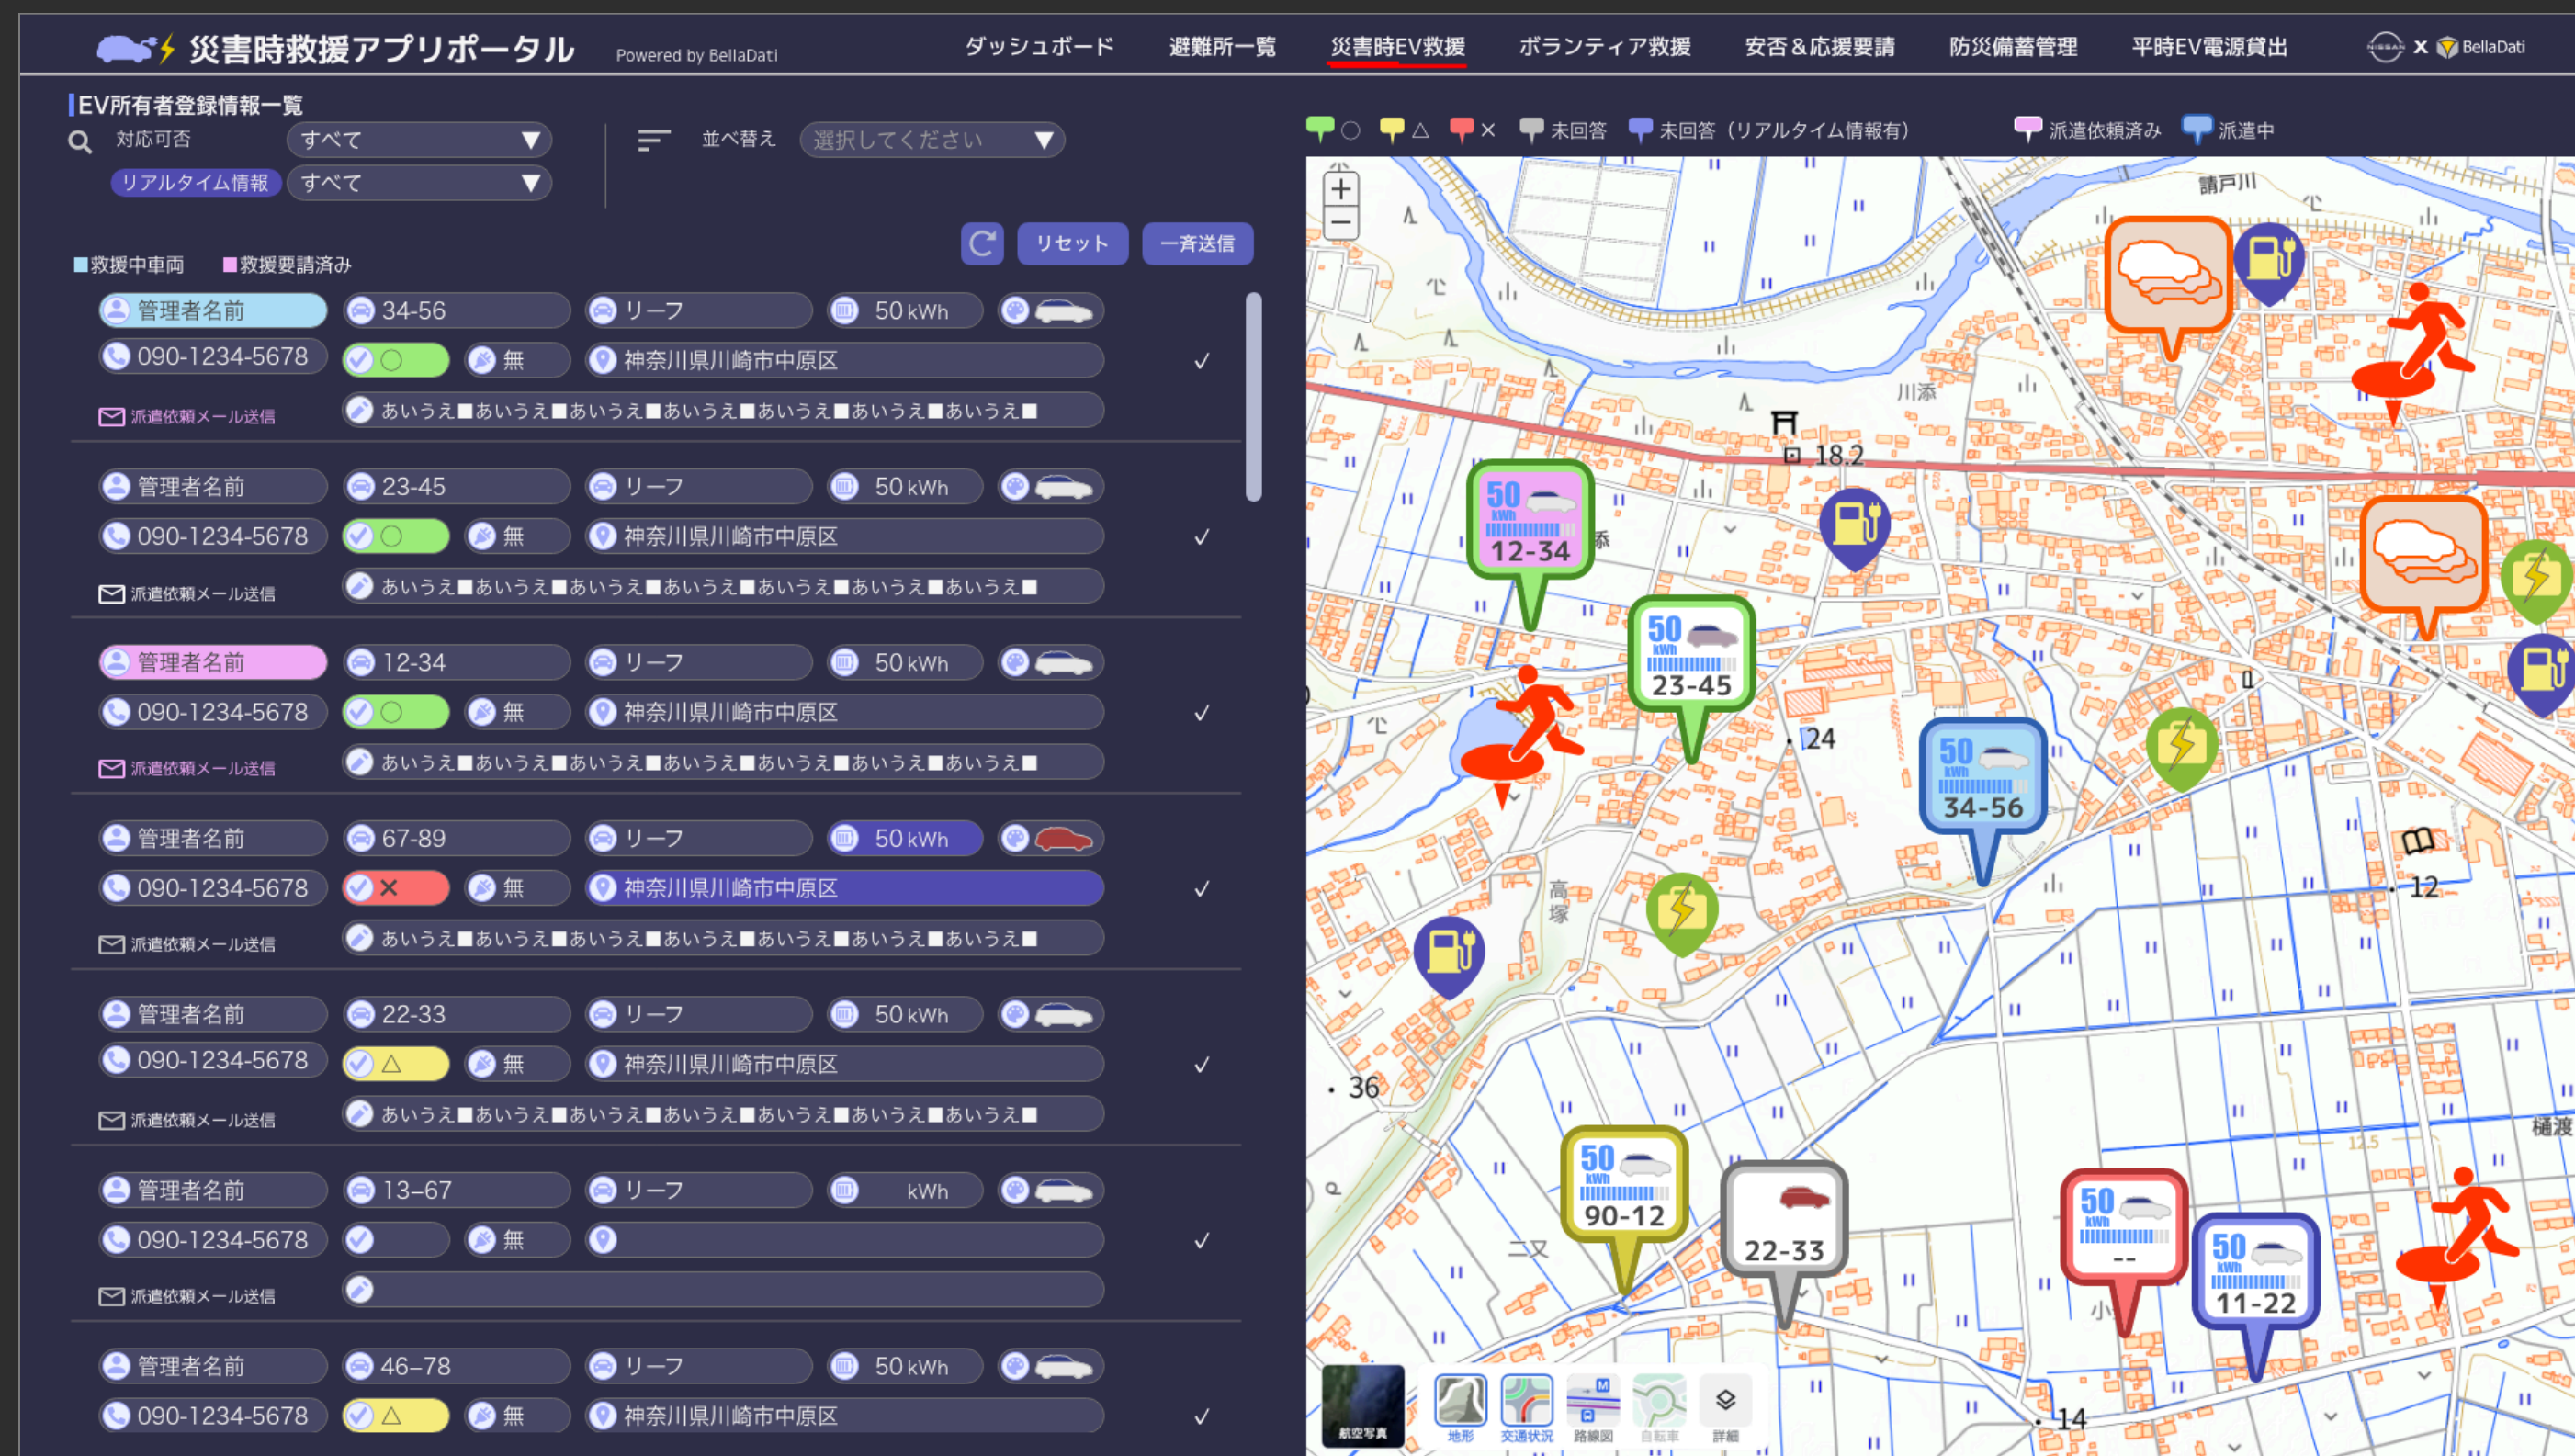 災害時救援アプリポータル Powered by BellaDati
ダッシュボード 避難所一覧 災害時EV救援 ボランティア救援 安否＆応援要請 防災備蓄管理 平時EV電源貸出 NISSAN X BellaDati
EV所有者登録情報一覧
対応可否 すべて▼ 並べ替え 選択してください▼
リアルタイム情報 すべて▼
リセット 一斉送信
■救援中車両 ■救援要請済み
管理者名前 34-56 リーフ 50 kWh
090-1234-5678 ○ 無 神奈川県川崎市中原区 ✓
派遣依頼メール送信 あいうえ■あいうえ■あいうえ■あいうえ■あいうえ■あいうえ■あいうえ■
管理者名前 23-45 リーフ 50 kWh
090-1234-5678 ○ 無 神奈川県川崎市中原区 ✓
派遣依頼メール送信 あいうえ■あいうえ■あいうえ■あいうえ■あいうえ■あいうえ■あいうえ■
管理者名前 12-34 リーフ 50 kWh
090-1234-5678 ○ 無 神奈川県川崎市中原区 ✓
派遣依頼メール送信 あいうえ■あいうえ■あいうえ■あいうえ■あいうえ■あいうえ■あいうえ■
管理者名前 67-89 リーフ 50 kWh
090-1234-5678 × 無 神奈川県川崎市中原区 ✓
派遣依頼メール送信 あいうえ■あいうえ■あいうえ■あいうえ■あいうえ■あいうえ■あいうえ■
管理者名前 22-33 リーフ 50 kWh
090-1234-5678 △ 無 神奈川県川崎市中原区 ✓
派遣依頼メール送信 あいうえ■あいうえ■あいうえ■あいうえ■あいうえ■あいうえ■あいうえ■
管理者名前 13–67 リーフ kWh
090-1234-5678 無 ✓
派遣依頼メール送信
管理者名前 46–78 リーフ 50 kWh
090-1234-5678 △ 無 神奈川県川崎市中原区 ✓
○ △ × 未回答 未回答（リアルタイム情報有） 派遣依頼済み 派遣中
+
−
請戸川
川添
18.2
50 kWh
12-34
添
50 kWh
23-45
24
50 kWh
34-56
12
高塚
36
樋渡
12.5
50 kWh
90-12
二又
22-33
50 kWh
--
小
50 kWh
11-22
14
航空写真 地形 交通状況 M 路線図 自転車 詳細